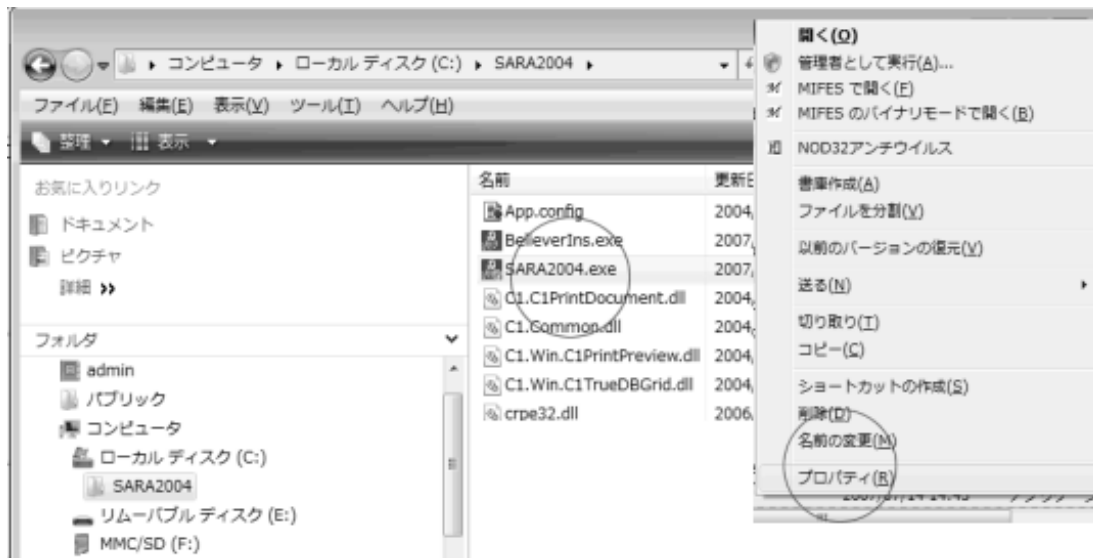 コンピュータ ▸ ローカル ディスク (C:) ▸ SARA2004 ▸
ファイル(F) 編集(E) 表示(V) ツール(T) ヘルプ(H)
整理 表示
お気に入りリンク
ドキュメント
ピクチャ
詳細 >>
フォルダ
admin
パブリック
コンピュータ
ローカル ディスク (C:)
SARA2004
リムーバブル ディスク (E:)
MMC/SD (F:)
名前 更新日
App.config 2004/
BelieverIns.exe 2007/
SARA2004.exe 2007/
C1.C1PrintDocument.dll 2004/
C1.Common.dll 2004/
C1.Win.C1PrintPreview.dll 2004/
C1.Win.C1TrueDBGrid.dll 2004/
crpe32.dll 2006/
開く(O)
管理者として実行(A)...
MIFES で開く(F)
MIFES のバイナリモードで開く(B)
NOD32アンチウイルス
書庫作成(A)
ファイルを分割(V)
以前のバージョンの復元(V)
送る(N)
切り取り(T)
コピー(C)
ショートカットの作成(S)
削除(D)
名前の変更(M)
プロパティ(R)